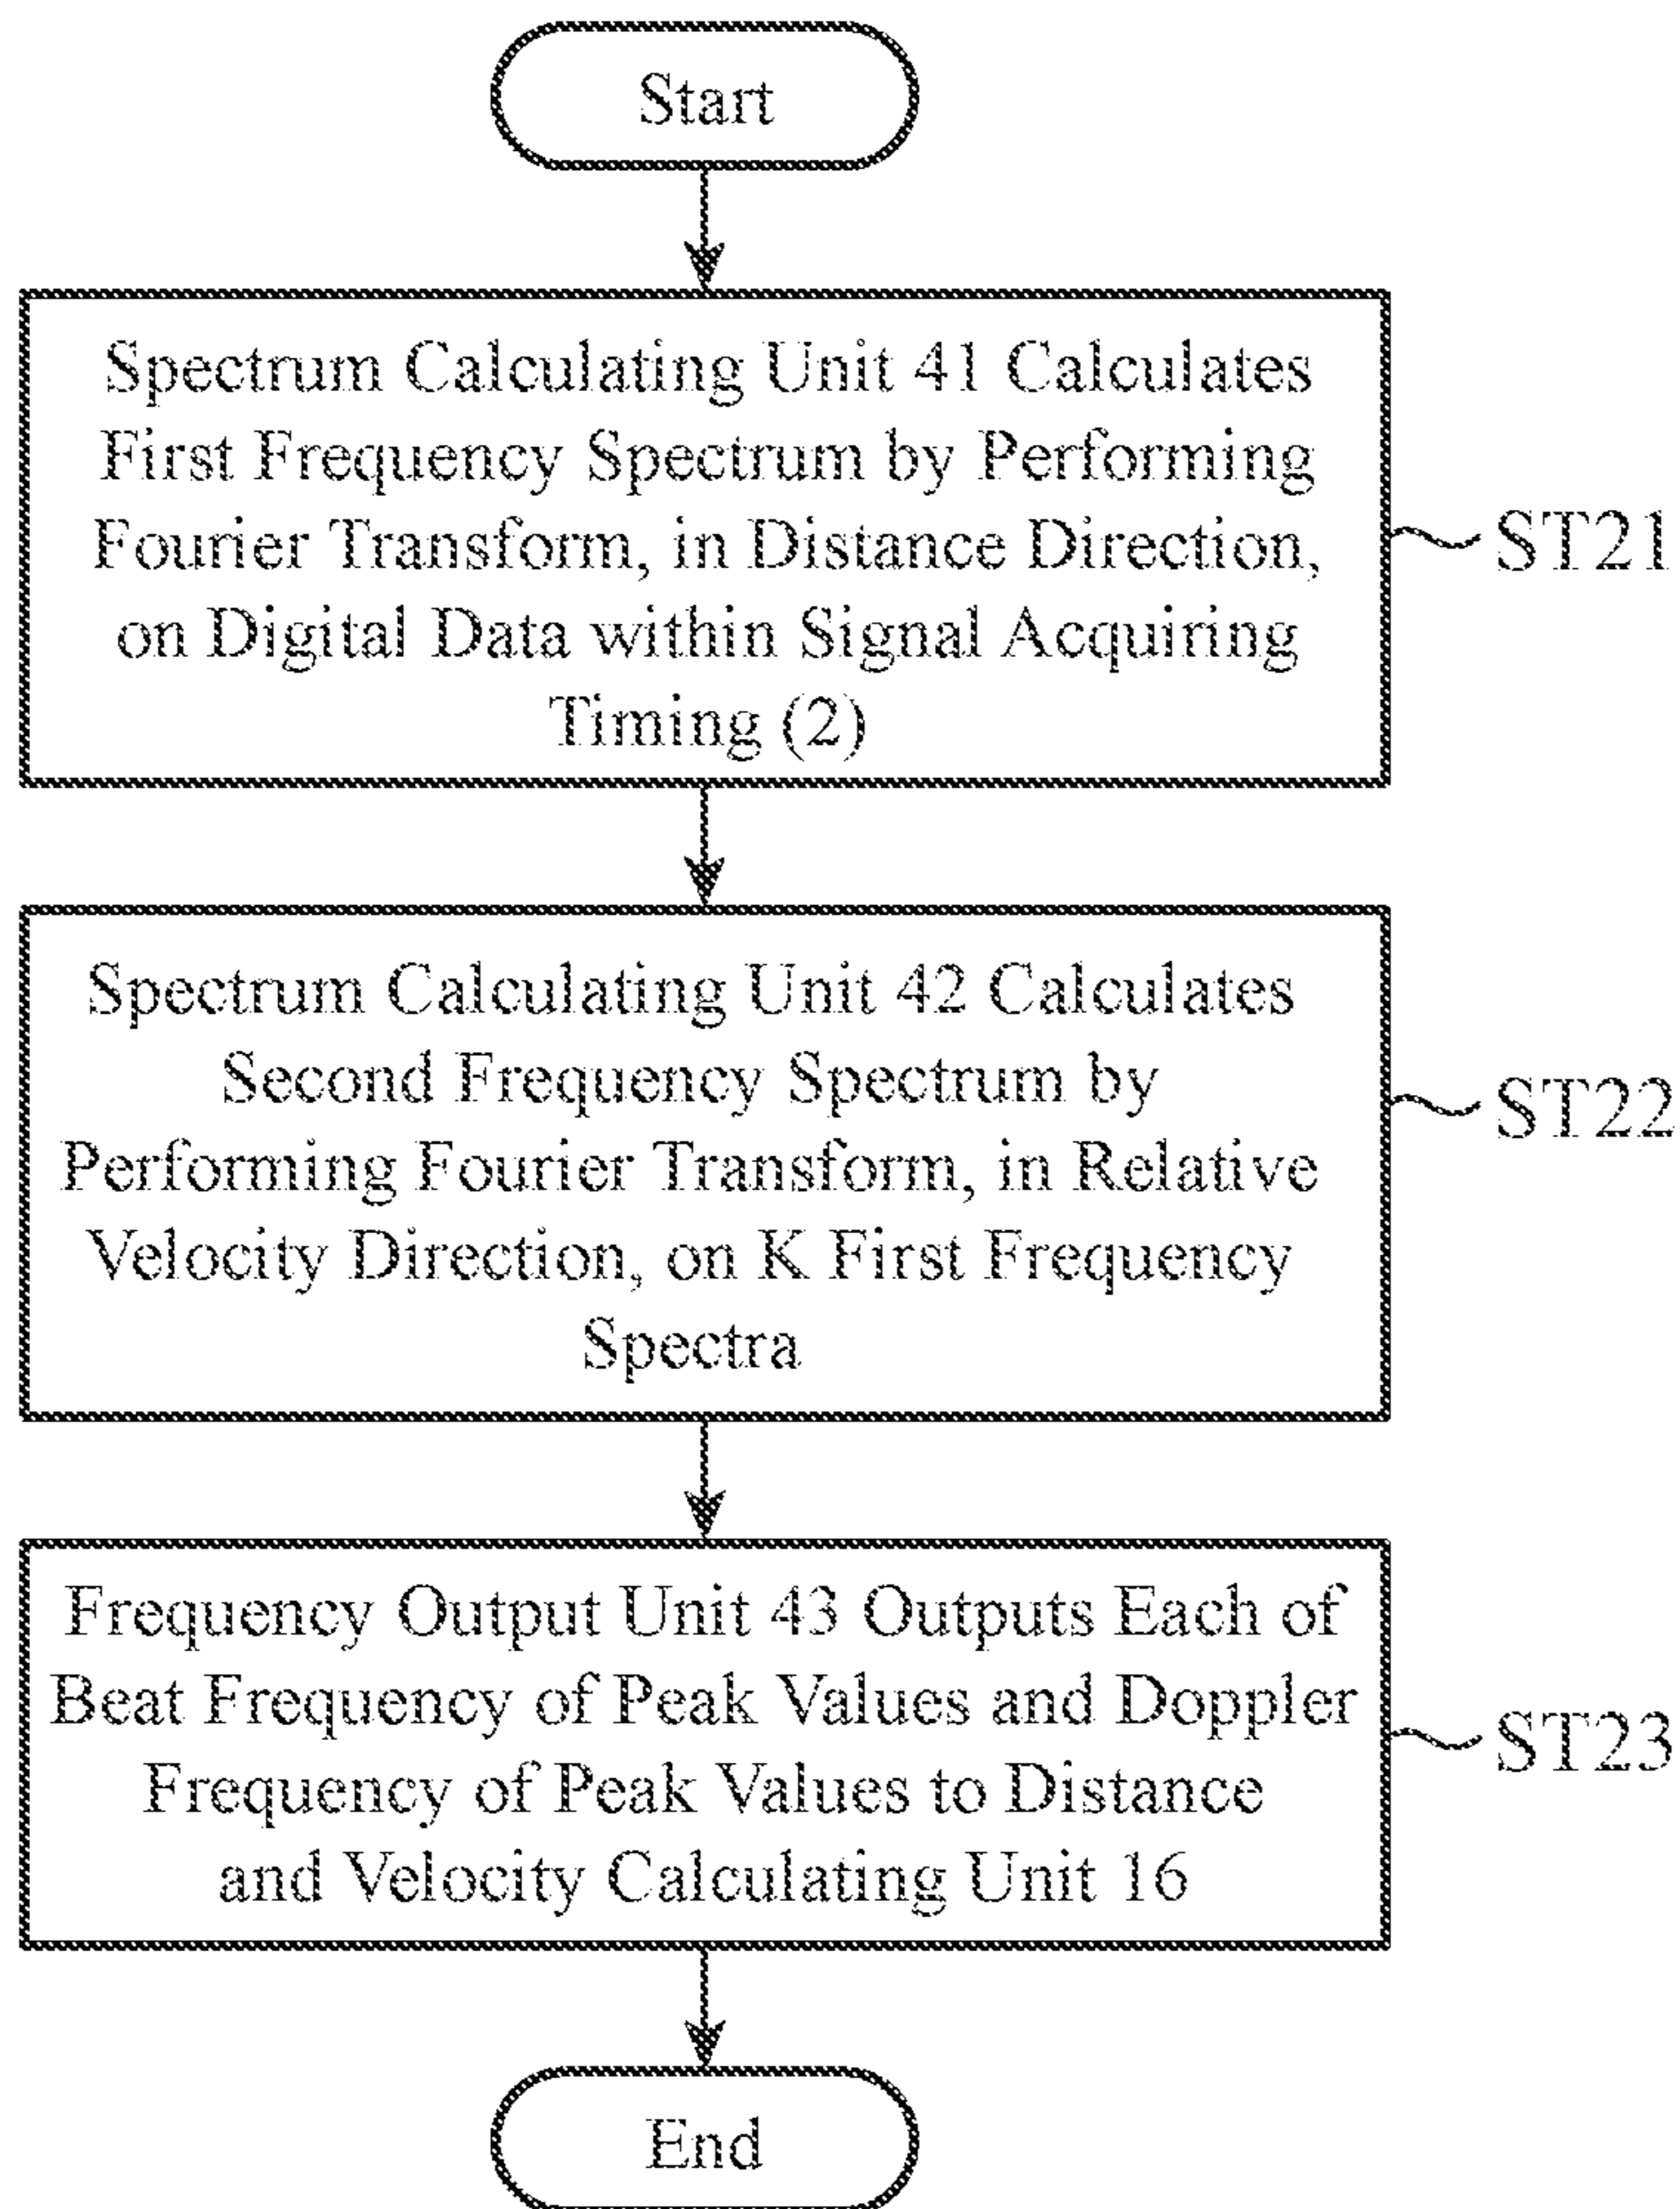 Start
Spectrum Calculating Unit 41 Calculates
First Frequency Spectrum by Performing
Fourier Transform, in Distance Direction,
on Digital Data within Signal Acquiring
Timing (2)
ST21
Spectrum Calculating Unit 42 Calculates
Second Frequency Spectrum by
Performing Fourier Transform, in Relative
Velocity Direction, on K First Frequency
Spectra
ST22
Frequency Output Unit 43 Outputs Each of
Beat Frequency of Peak Values and Doppler
Frequency of Peak Values to Distance
and Velocity Calculating Unit 16
ST23
End